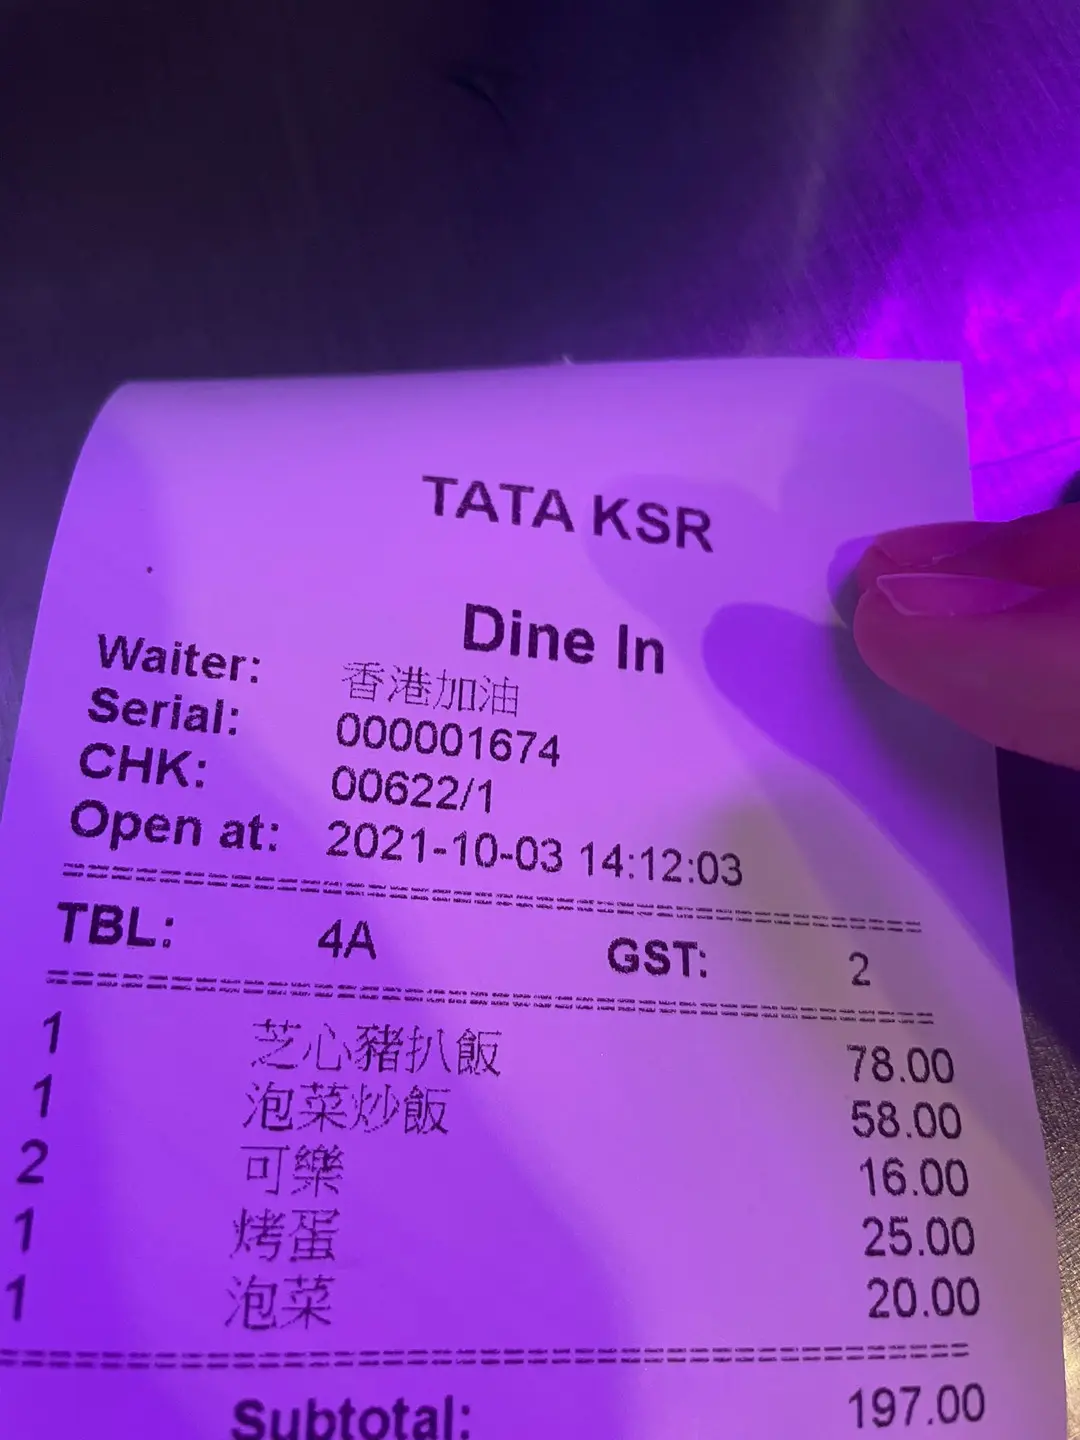 TATA KSR
Dine In
Waiter: 香港加油
Serial: 000001674
CHK: 00622/1
Open at: 2021-10-03 14:12:03
TBL: 4A GST: 2
1 芝心豬扒飯 78.00
1 泡菜炒飯 58.00
2 可樂 16.00
1 烤蛋 25.00
1 泡菜 20.00
Subtotal: 197.00